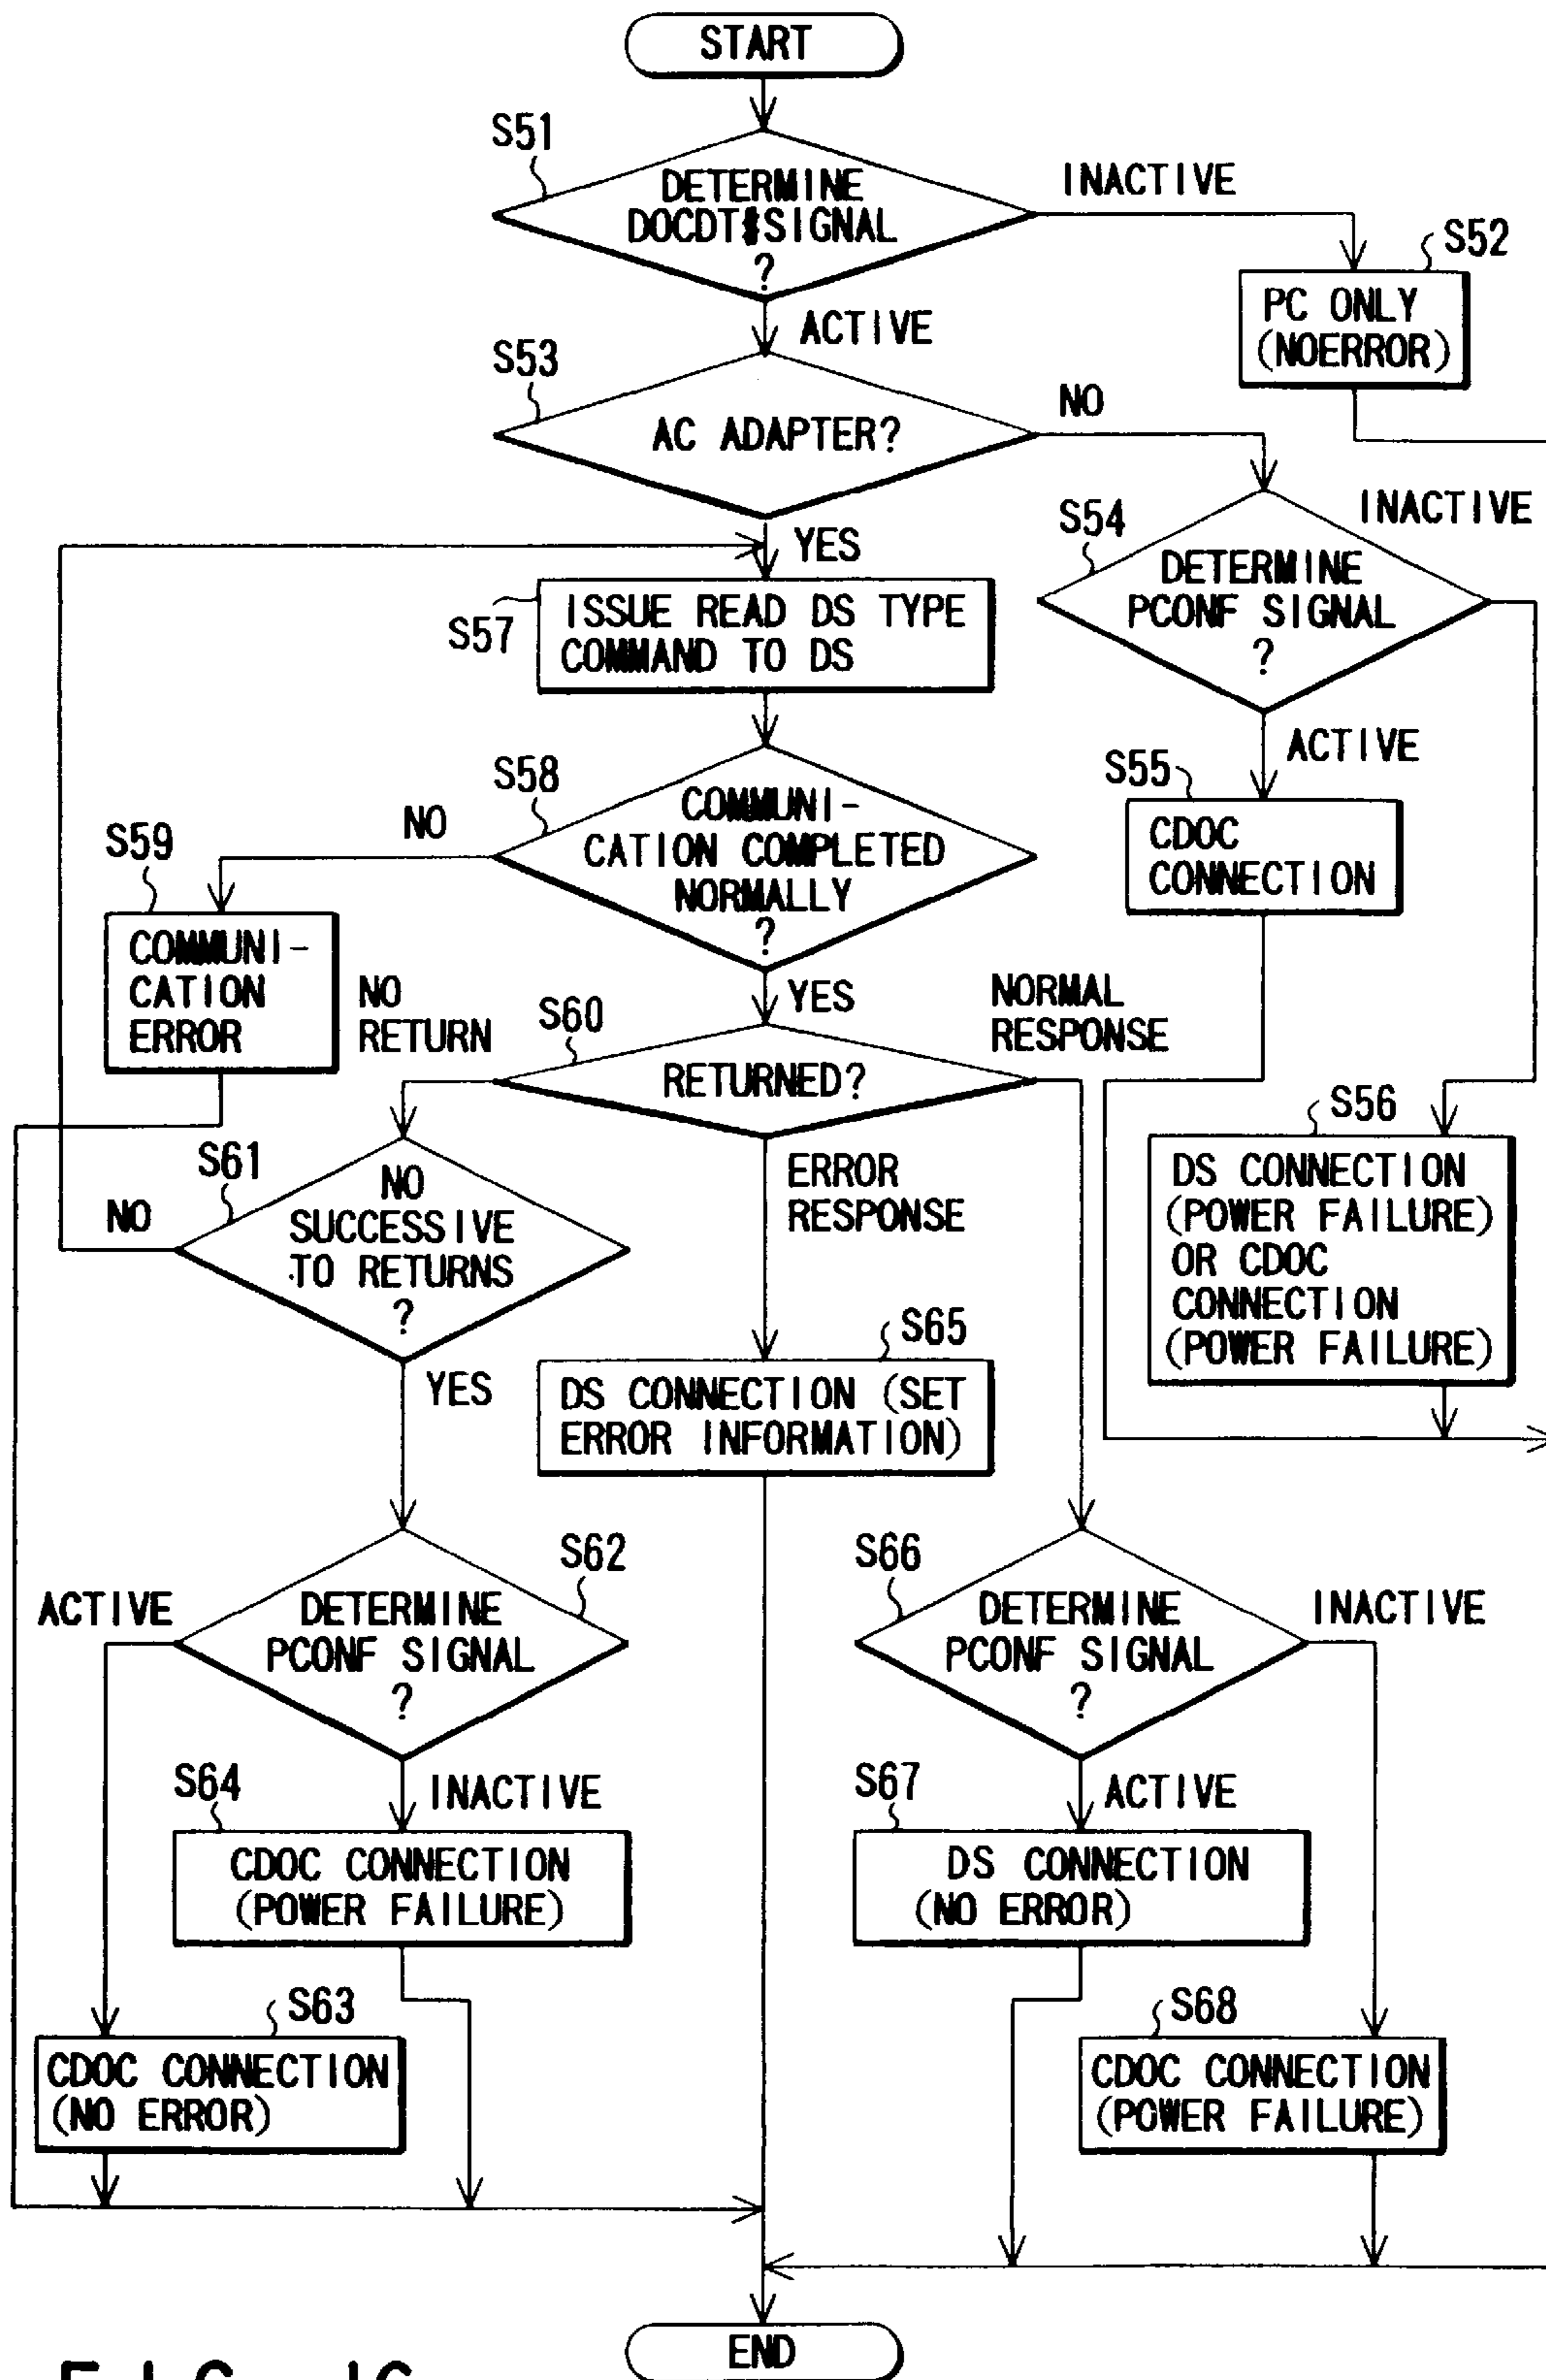 START
S51
DETERMINE
DOCDT#SIGNAL
?
INACTIVE
S52
PC ONLY
(NOERROR)
ACTIVE
S53
AC ADAPTER?
NO
YES
S54
DETERMINE
PCONF SIGNAL
?
INACTIVE
S57
ISSUE READ DS TYPE
COMMAND TO DS
ACTIVE
S55
CDOC
CONNECTION
S58
COMMUNI-
CATION COMPLETED
NORMALLY
?
NO
S59
COMMUNI-
CATION
ERROR
YES
S60
RETURNED?
NO
RETURN
NORMAL
RESPONSE
S56
DS CONNECTION
(POWER FAILURE)
OR CDOC
CONNECTION
(POWER FAILURE)
S61
NO
SUCCESSIVE
TO RETURNS
?
NO
ERROR
RESPONSE
YES
S65
DS CONNECTION (SET
ERROR INFORMATION)
S62
DETERMINE
PCONF SIGNAL
?
ACTIVE
INACTIVE
S66
DETERMINE
PCONF SIGNAL
?
INACTIVE
ACTIVE
S64
CDOC CONNECTION
(POWER FAILURE)
S67
DS CONNECTION
(NO ERROR)
S63
CDOC CONNECTION
(NO ERROR)
S68
CDOC CONNECTION
(POWER FAILURE)
END